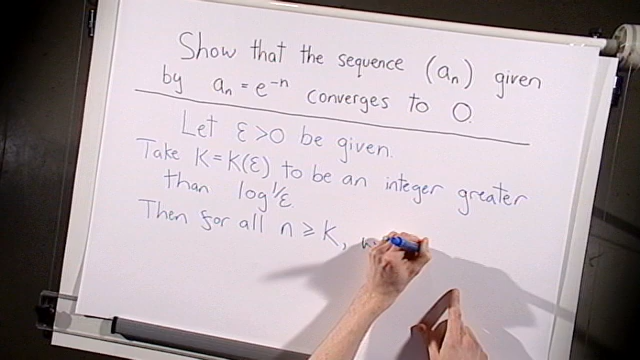 Show that the sequence (aₙ) given
by aₙ = e⁻ⁿ converges to 0.
Let ε>0 be given.
Take K=K(ε) to be an integer greater
than log 1/ε
Then for all n ≥ K,